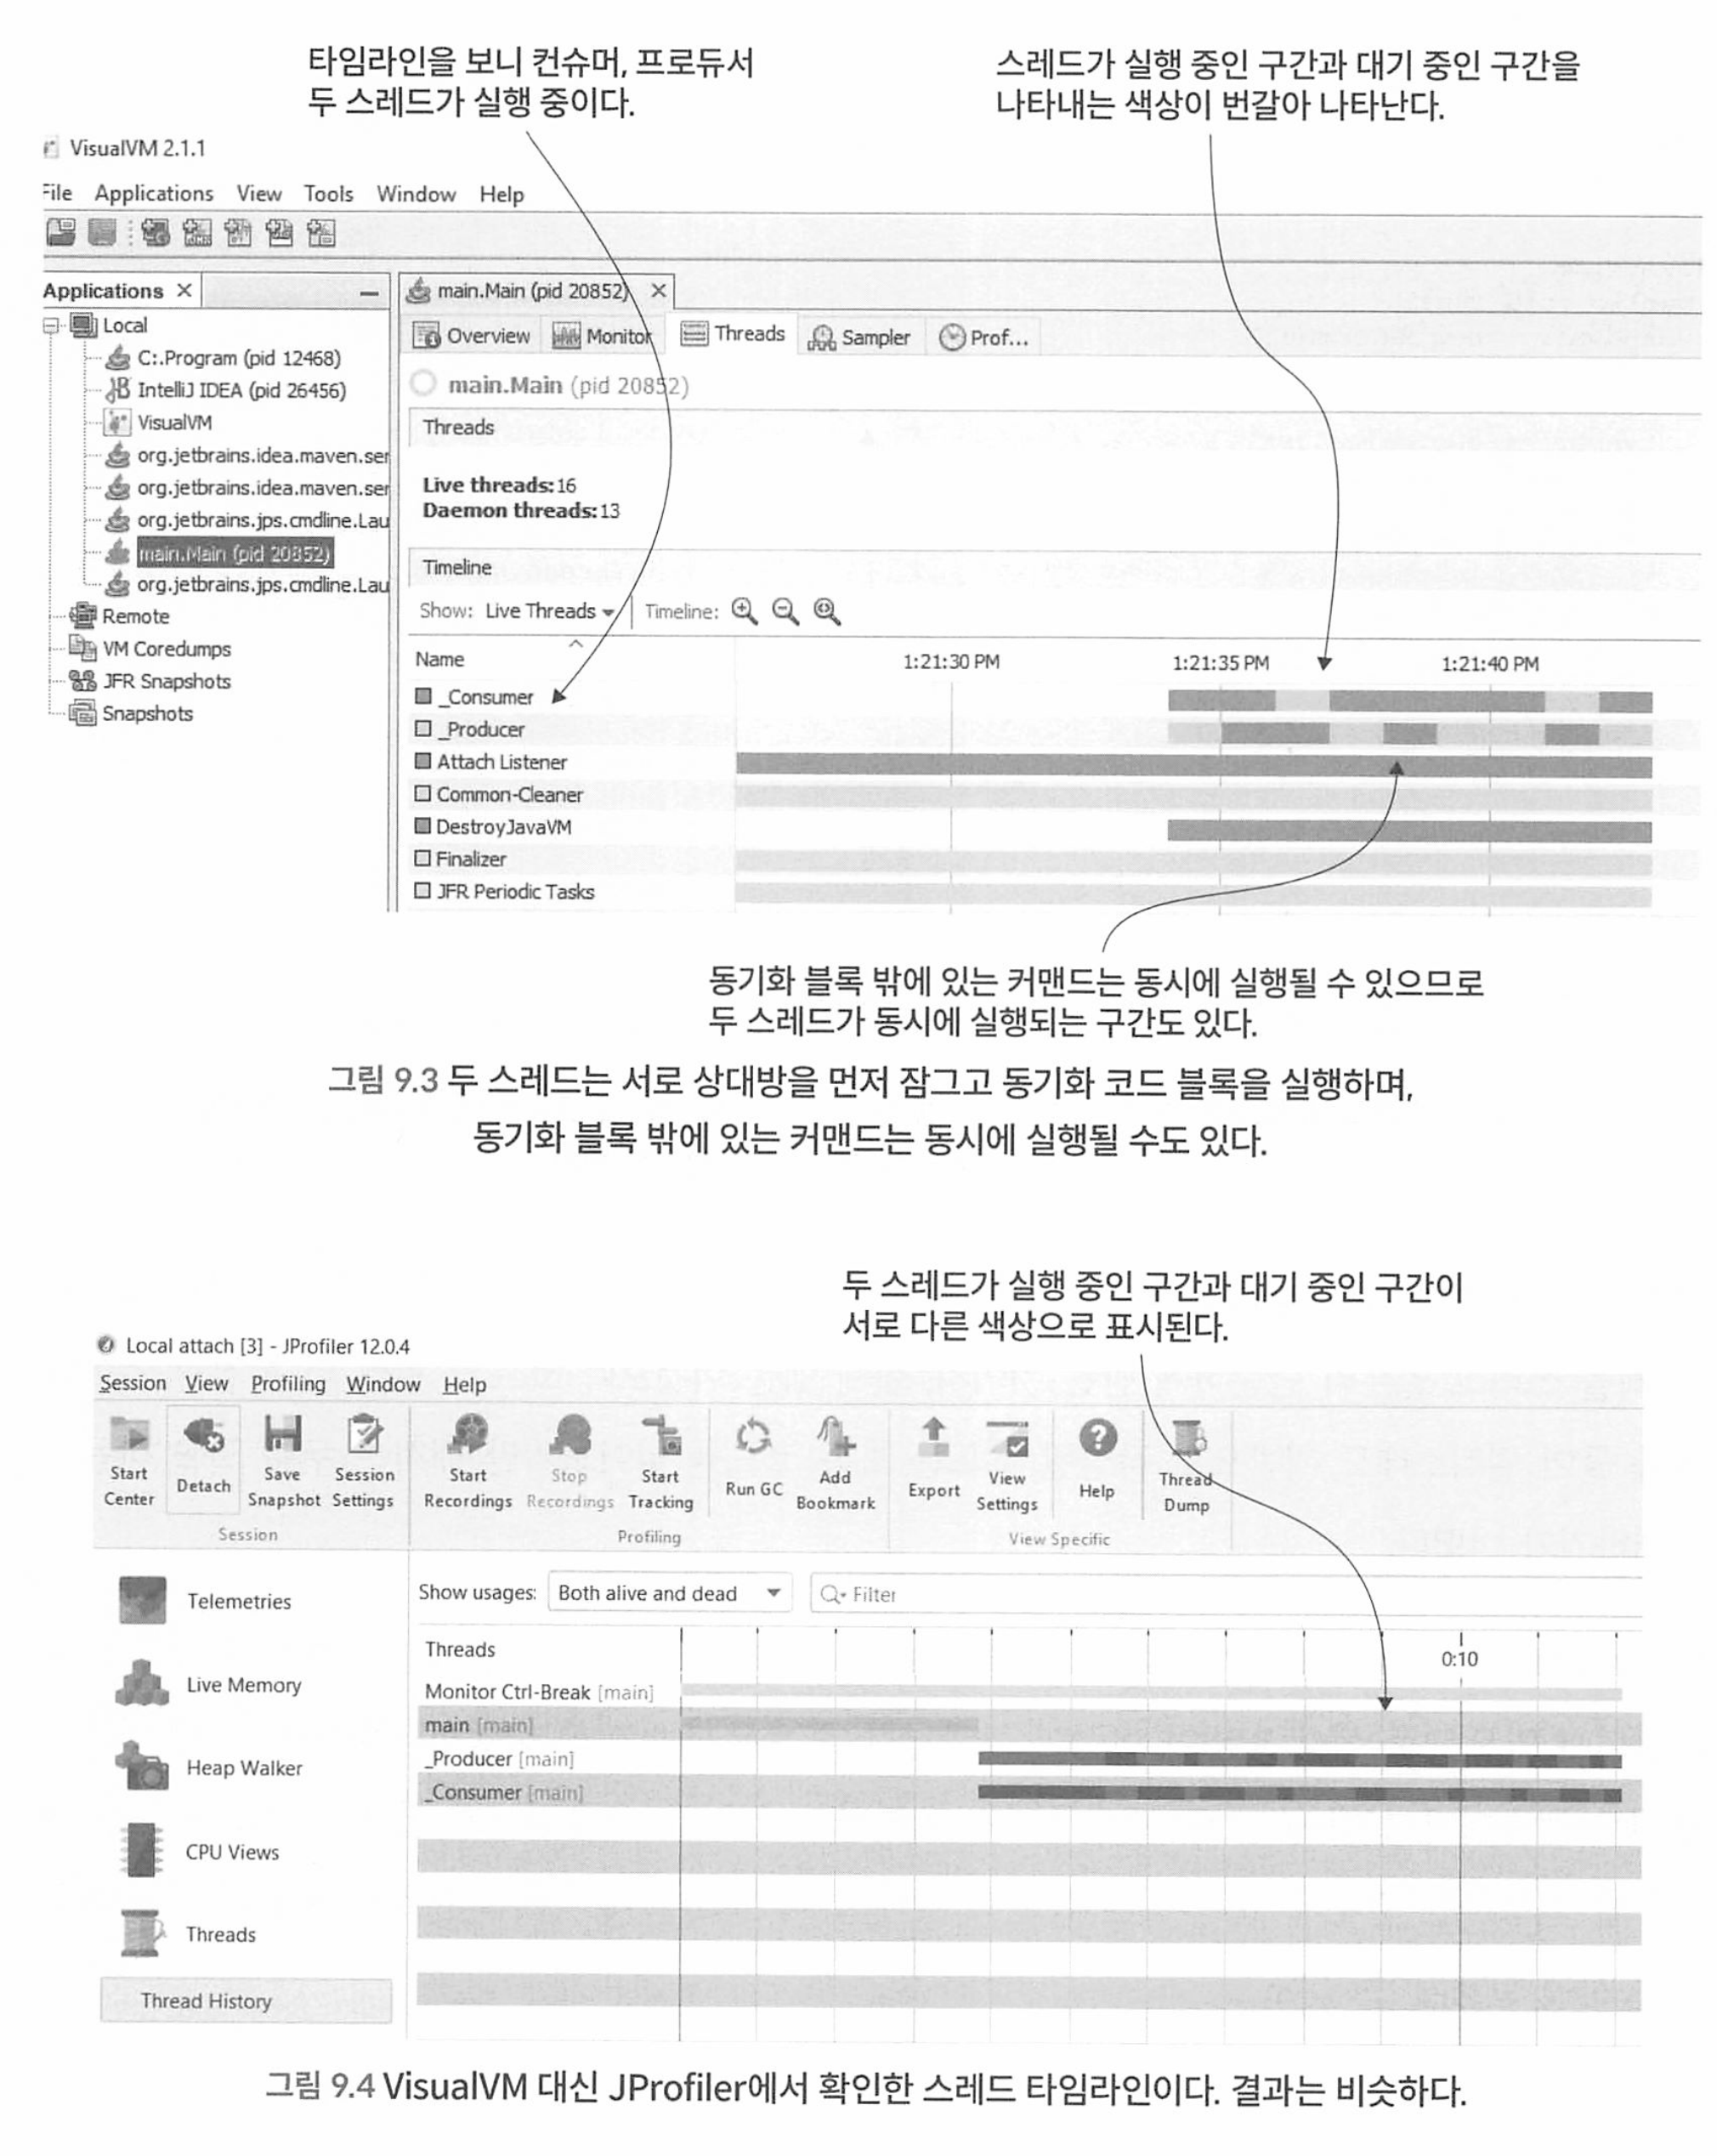 타임라인을 보니 컨슈머, 프로듀서
두 스레드가 실행 중이다.
스레드가 실행 중인 구간과 대기 중인 구간을
나타내는 색상이 번갈아 나타난다.
VisualVM 2.1.1
File Applications View Tools Window Help
Applications
Local
C:.Program (pid 12468)
IntelliJ IDEA (pid 26456)
VisualVM
org.jetbrains.idea.maven.ser
org.jetbrains.idea.maven.ser
org.jetbrains.jps.cmdline.Lau
main.Main (pid 20852)
org.jetbrains.jps.cmdline.Lau
Remote
VM Coredumps
JFR Snapshots
Snapshots
main.Main (pid 20852)
Overview Monitor Threads Sampler Prof...
main.Main (pid 20852)
Threads
Live threads: 16
Daemon threads: 13
Timeline
Show: Live Threads Timeline:
Name 1:21:30 PM 1:21:35 PM 1:21:40 PM
_Consumer
_Producer
Attach Listener
Common-Cleaner
DestroyJavaVM
Finalizer
JFR Periodic Tasks
동기화 블록 밖에 있는 커맨드는 동시에 실행될 수 있으므로
두 스레드가 동시에 실행되는 구간도 있다.
그림 9.3 두 스레드는 서로 상대방을 먼저 잠그고 동기화 코드 블록을 실행하며,
동기화 블록 밖에 있는 커맨드는 동시에 실행될 수도 있다.
두 스레드가 실행 중인 구간과 대기 중인 구간이
서로 다른 색상으로 표시된다.
Local attach [3] - JProfiler 12.0.4
Session View Profiling Window Help
Start Center
Detach
Save Snapshot
Session Settings
Start Recordings
Stop Recordings
Start Tracking
Run GC
Add Bookmark
Export
View Settings
Help
Thread Dump
Session Profiling View Specific
Telemetries
Live Memory
Heap Walker
CPU Views
Threads
Thread History
Show usages: Both alive and dead Filter
Threads 0:10
Monitor Ctrl-Break [main]
main [main]
_Producer [main]
_Consumer [main]
그림 9.4 VisualVM 대신 JProfiler에서 확인한 스레드 타임라인이다. 결과는 비슷하다.